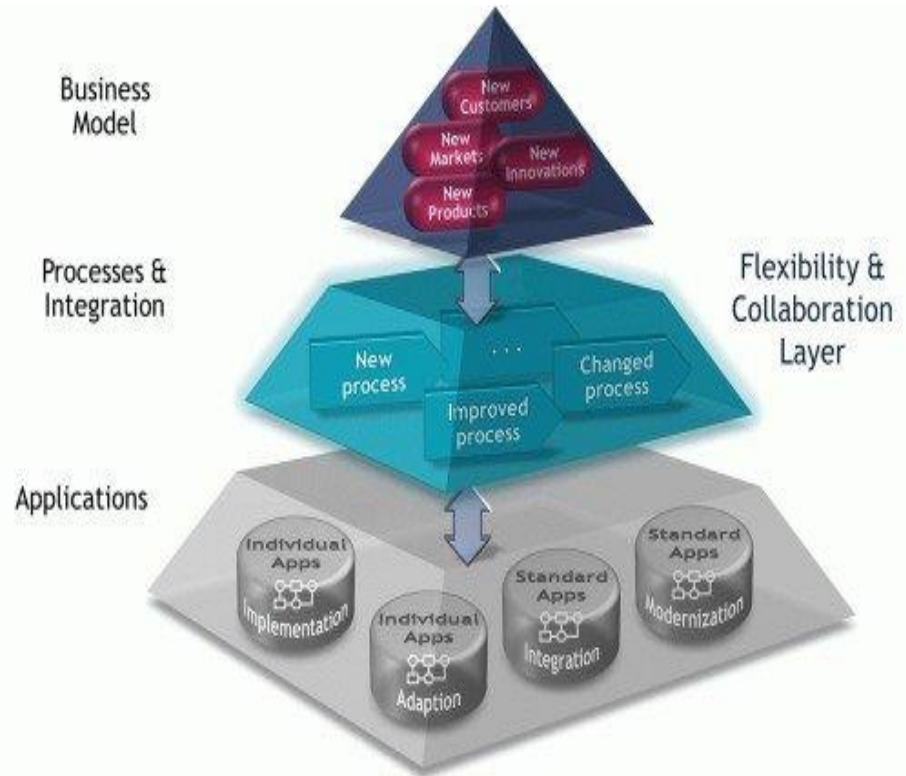 Business
Model
New
Customers
New
Markets
New
Innovations
New
Products
Processes &
Integration
Flexibility &
Collaboration
Layer
New
process
...
Changed
process
Improved
process
Applications
Individual
Apps
Implementation
Individual
Apps
Adaption
Standard
Apps
Integration
Standard
Apps
Modernization